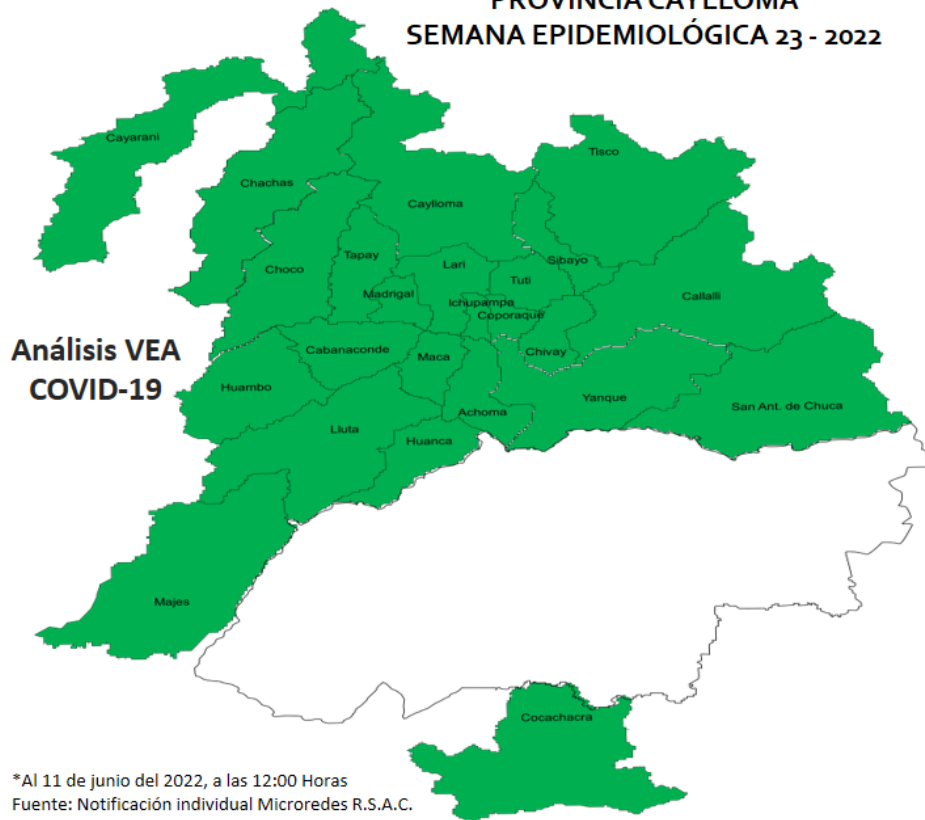 PROVINCIA CAYLLOMA
SEMANA EPIDEMIOLÓGICA 23 - 2022
Cayarani
Tisco
Chachas
Caylloma
Tapay
Lari
Sibayo
Choco
Tuti
Madrigal
Callalli
Ichupampa
Coporaque
Análisis VEA
COVID-19
Cabanaconde
Maca
Chivay
Huambo
Yanque
San Ant. de Chuca
Achoma
Lluta
Huanca
Majes
Cocachacra
*Al 11 de junio del 2022, a las 12:00 Horas
Fuente: Notificación individual Microredes R.S.A.C.